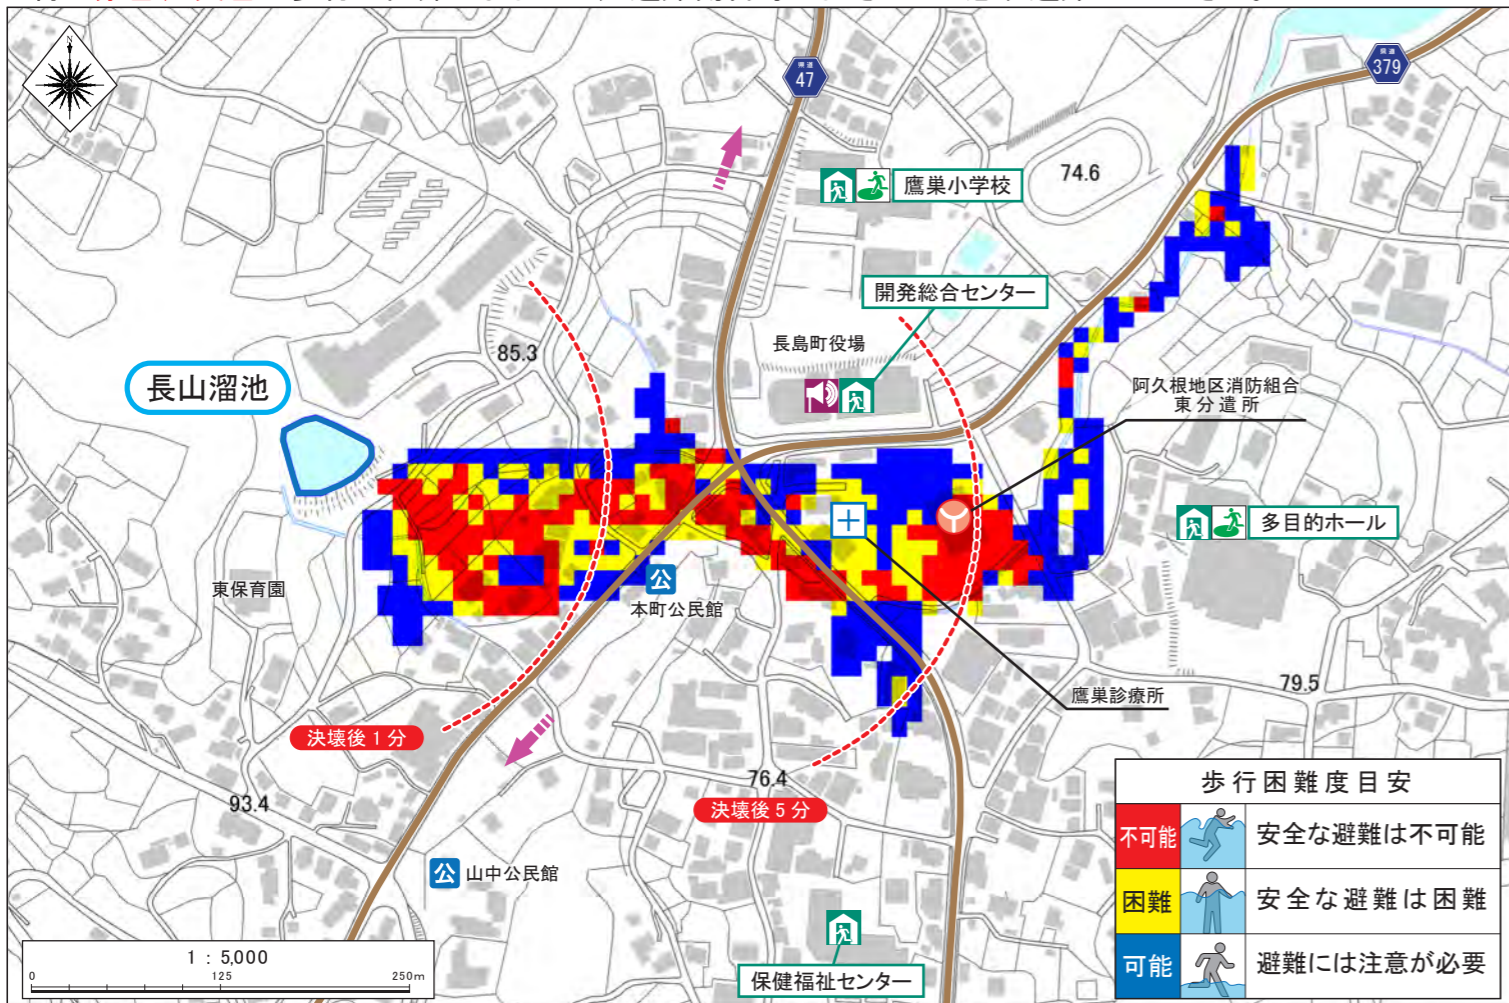 N
県道
47
県道
379
鷹巣小学校
74.6
開発総合センター
長島町役場
85.3
長山溜池
阿久根地区消防組合
東分遣所
多目的ホール
東保育園
公
本町公民館
79.5
鷹巣診療所
決壊後1分
76.4
決壊後5分
93.4
公 山中公民館
保健福祉センター
歩行困難度目安
不可能 安全な避難は不可能
困難 安全な避難は困難
可能 避難には注意が必要
1:5,000
0 125 250m